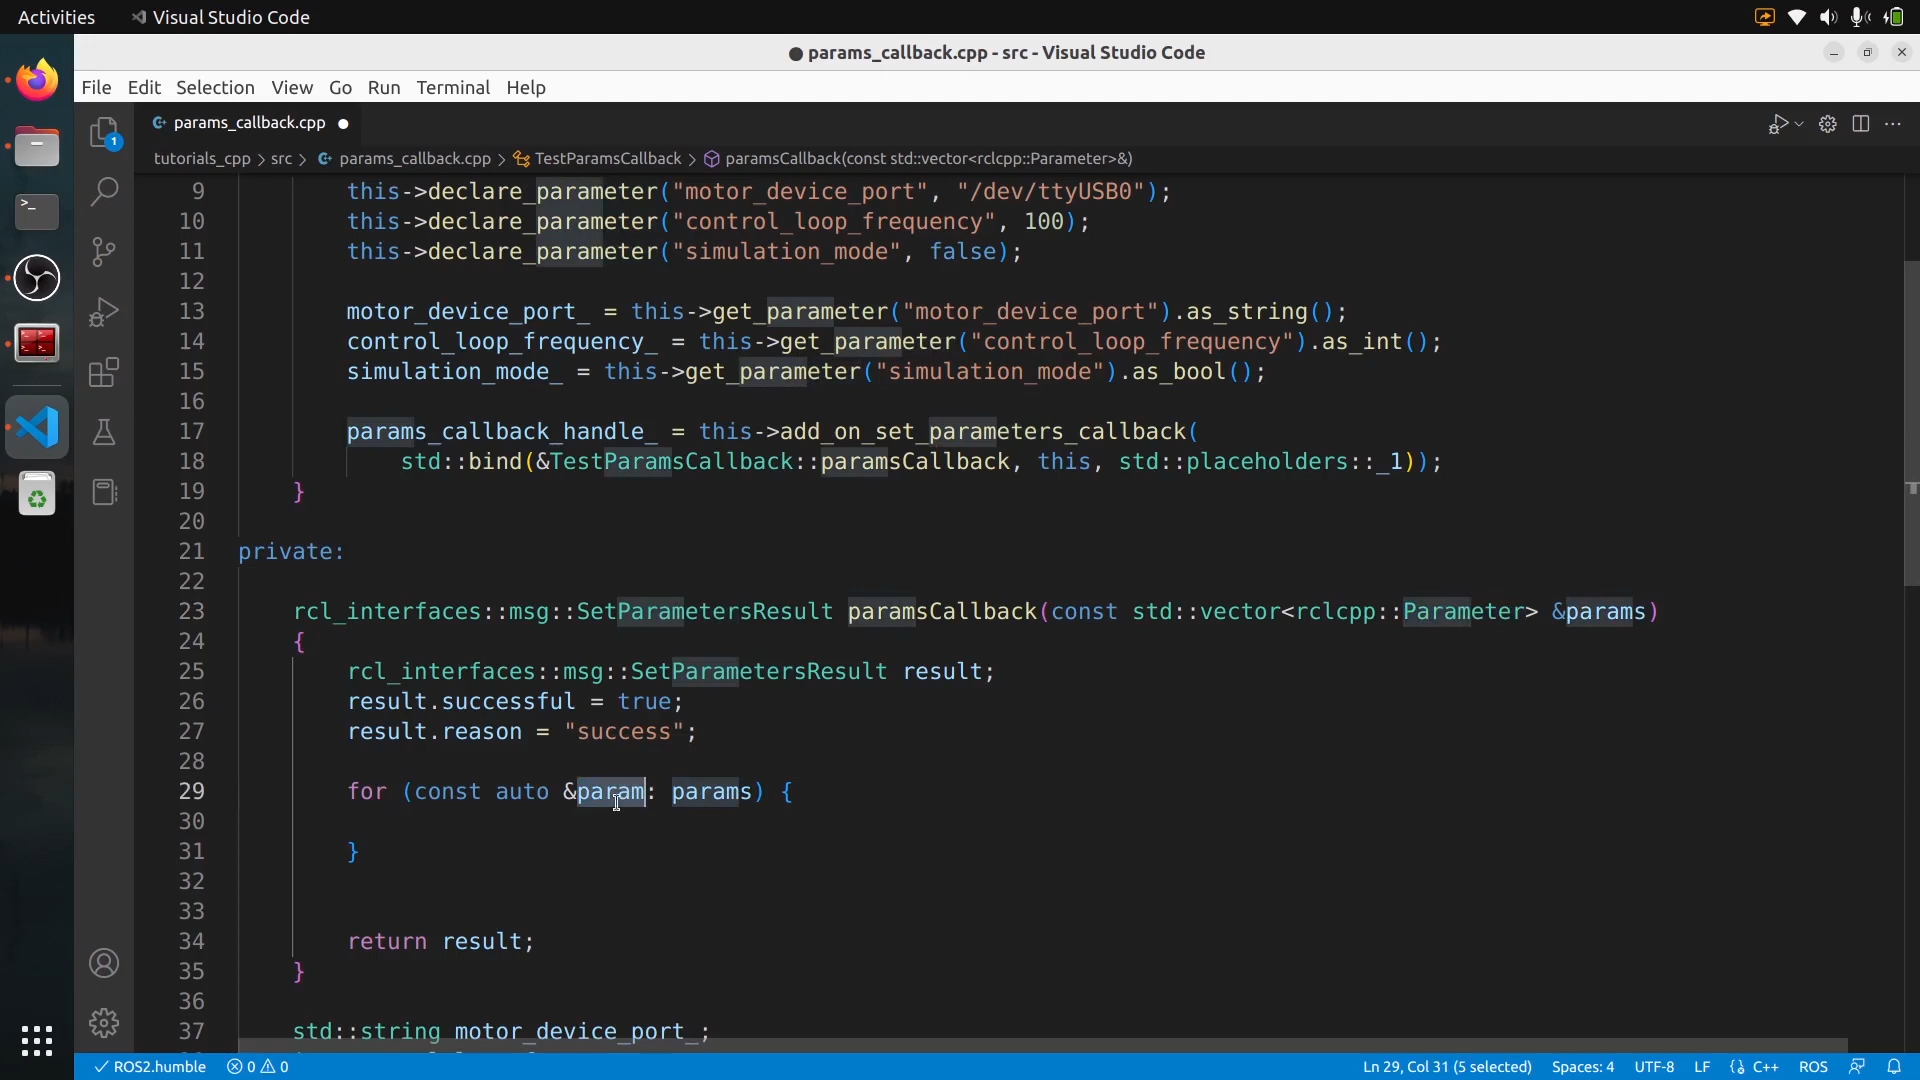 Activities Visual Studio Code
● params_callback.cpp - src - Visual Studio Code
File Edit Selection View Go Run Terminal Help
params_callback.cpp ●
tutorials_cpp > src > params_callback.cpp > TestParamsCallback > paramsCallback(const std::vector<rclcpp::Parameter>&)
9 this->declare_parameter("motor_device_port", "/dev/ttyUSB0");
10 this->declare_parameter("control_loop_frequency", 100);
11 this->declare_parameter("simulation_mode", false);
12
13 motor_device_port_ = this->get_parameter("motor_device_port").as_string();
14 control_loop_frequency_ = this->get_parameter("control_loop_frequency").as_int();
15 simulation_mode_ = this->get_parameter("simulation_mode").as_bool();
16
17 params_callback_handle_ = this->add_on_set_parameters_callback(
18 std::bind(&TestParamsCallback::paramsCallback, this, std::placeholders::_1));
19 }
20
21 private:
22
23 rcl_interfaces::msg::SetParametersResult paramsCallback(const std::vector<rclcpp::Parameter> &params)
24 {
25 rcl_interfaces::msg::SetParametersResult result;
26 result.successful = true;
27 result.reason = "success";
28
29 for (const auto &param: params) {
30
31 }
32
33
34 return result;
35 }
36
37 std::string motor_device_port_;
1
ROS2.humble 0 0 Ln 29, Col 31 (5 selected) Spaces: 4 UTF-8 LF C++ ROS